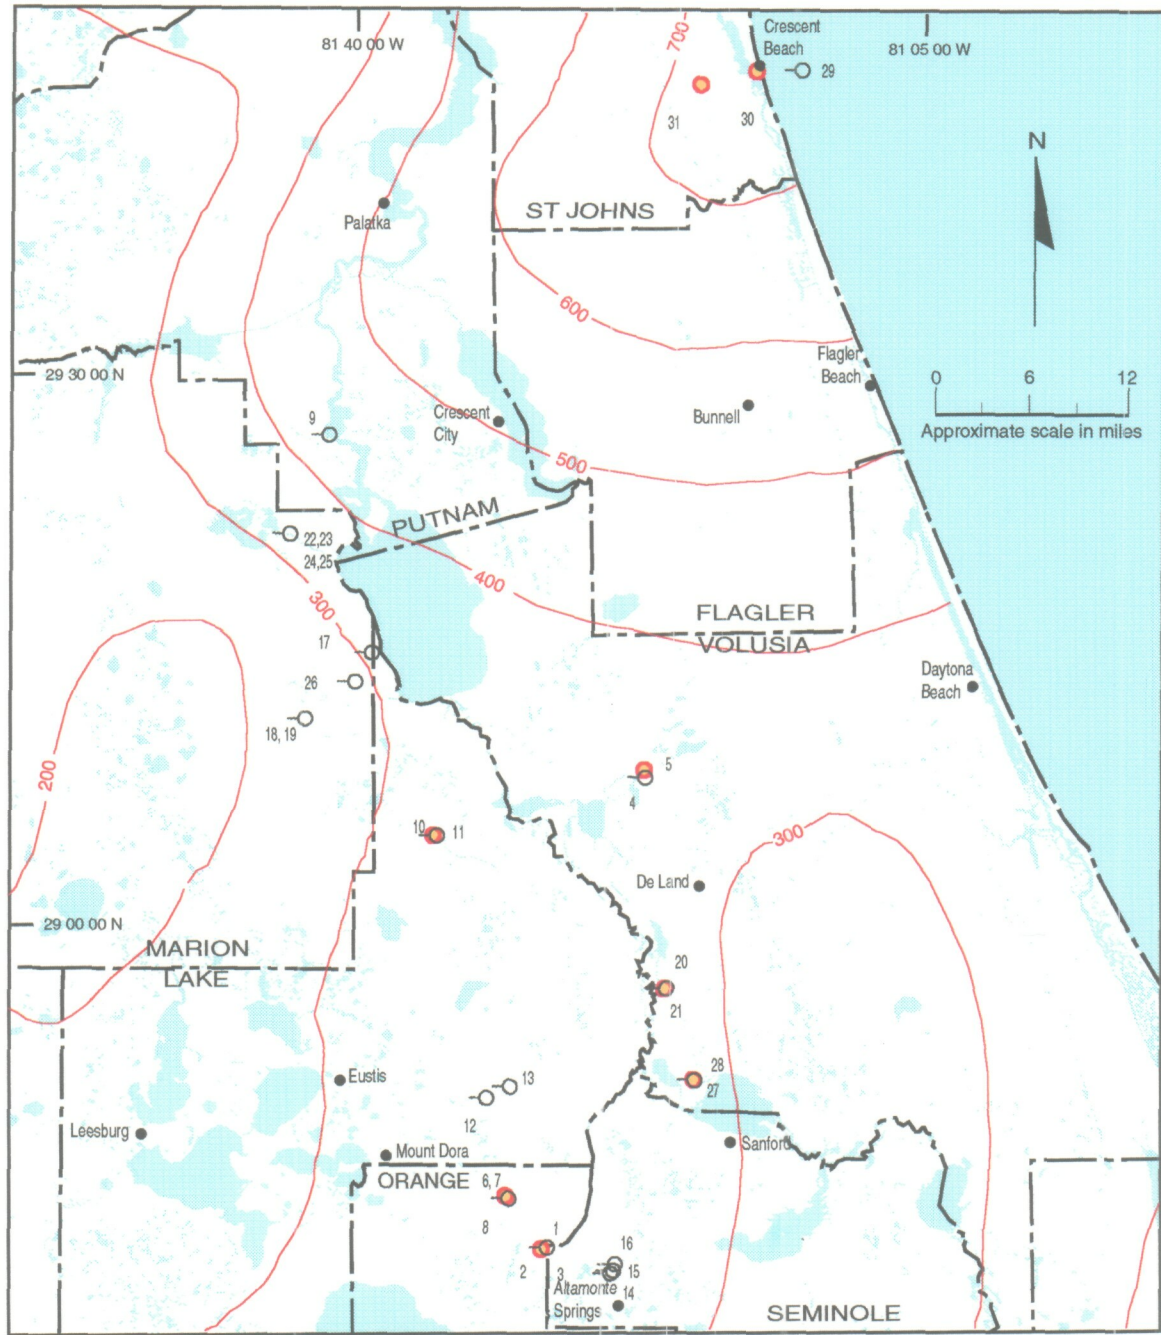 81 40 00 W
700
Crescent
Beach
81 05 00 W
29
31
30
N
ST JOHNS
Palatka
600
Flagler
Beach
29 30 00 N
0 6 12
Approximate scale in miles
Bunnell
Crescent
City
9
500
PUTNAM
22,23
24,25
400
300
FLAGLER
VOLUSIA
17
26
Daytona
Beach
18, 19
200
5
4
10
11
300
De Land
29 00 00 N
MARION
LAKE
20
21
28
27
Eustis
13
12
Leesburg
Mount Dora
Sanford
ORANGE
6, 7
8
1
2
16
3
15
Altamonte
Springs
14
SEMINOLE